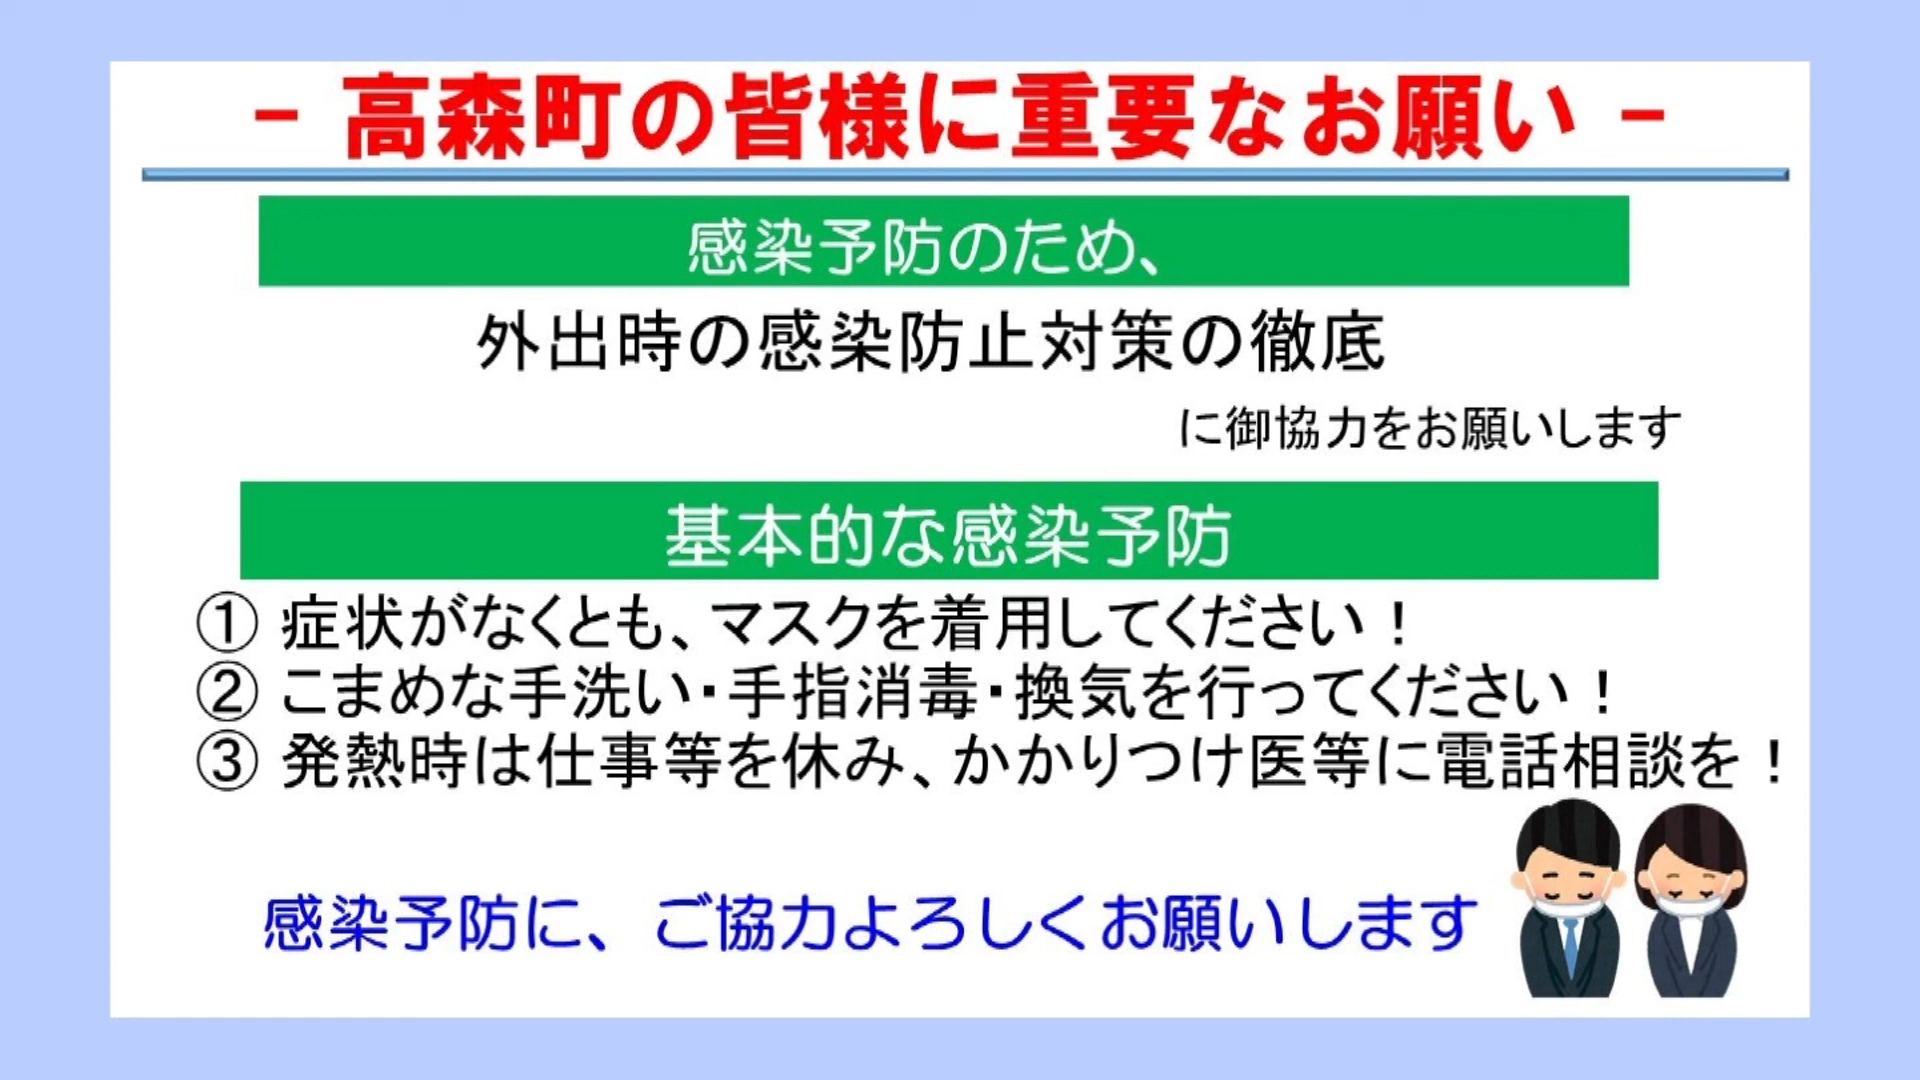 - 高森町の皆様に重要なお願い -
感染予防のため、
外出時の感染防止対策の徹底
に御協力をお願いします
基本的な感染予防
① 症状がなくとも、マスクを着用してください！
② こまめな手洗い・手指消毒・換気を行ってください！
③ 発熱時は仕事等を休み、かかりつけ医等に電話相談を！
感染予防に、ご協力よろしくお願いします